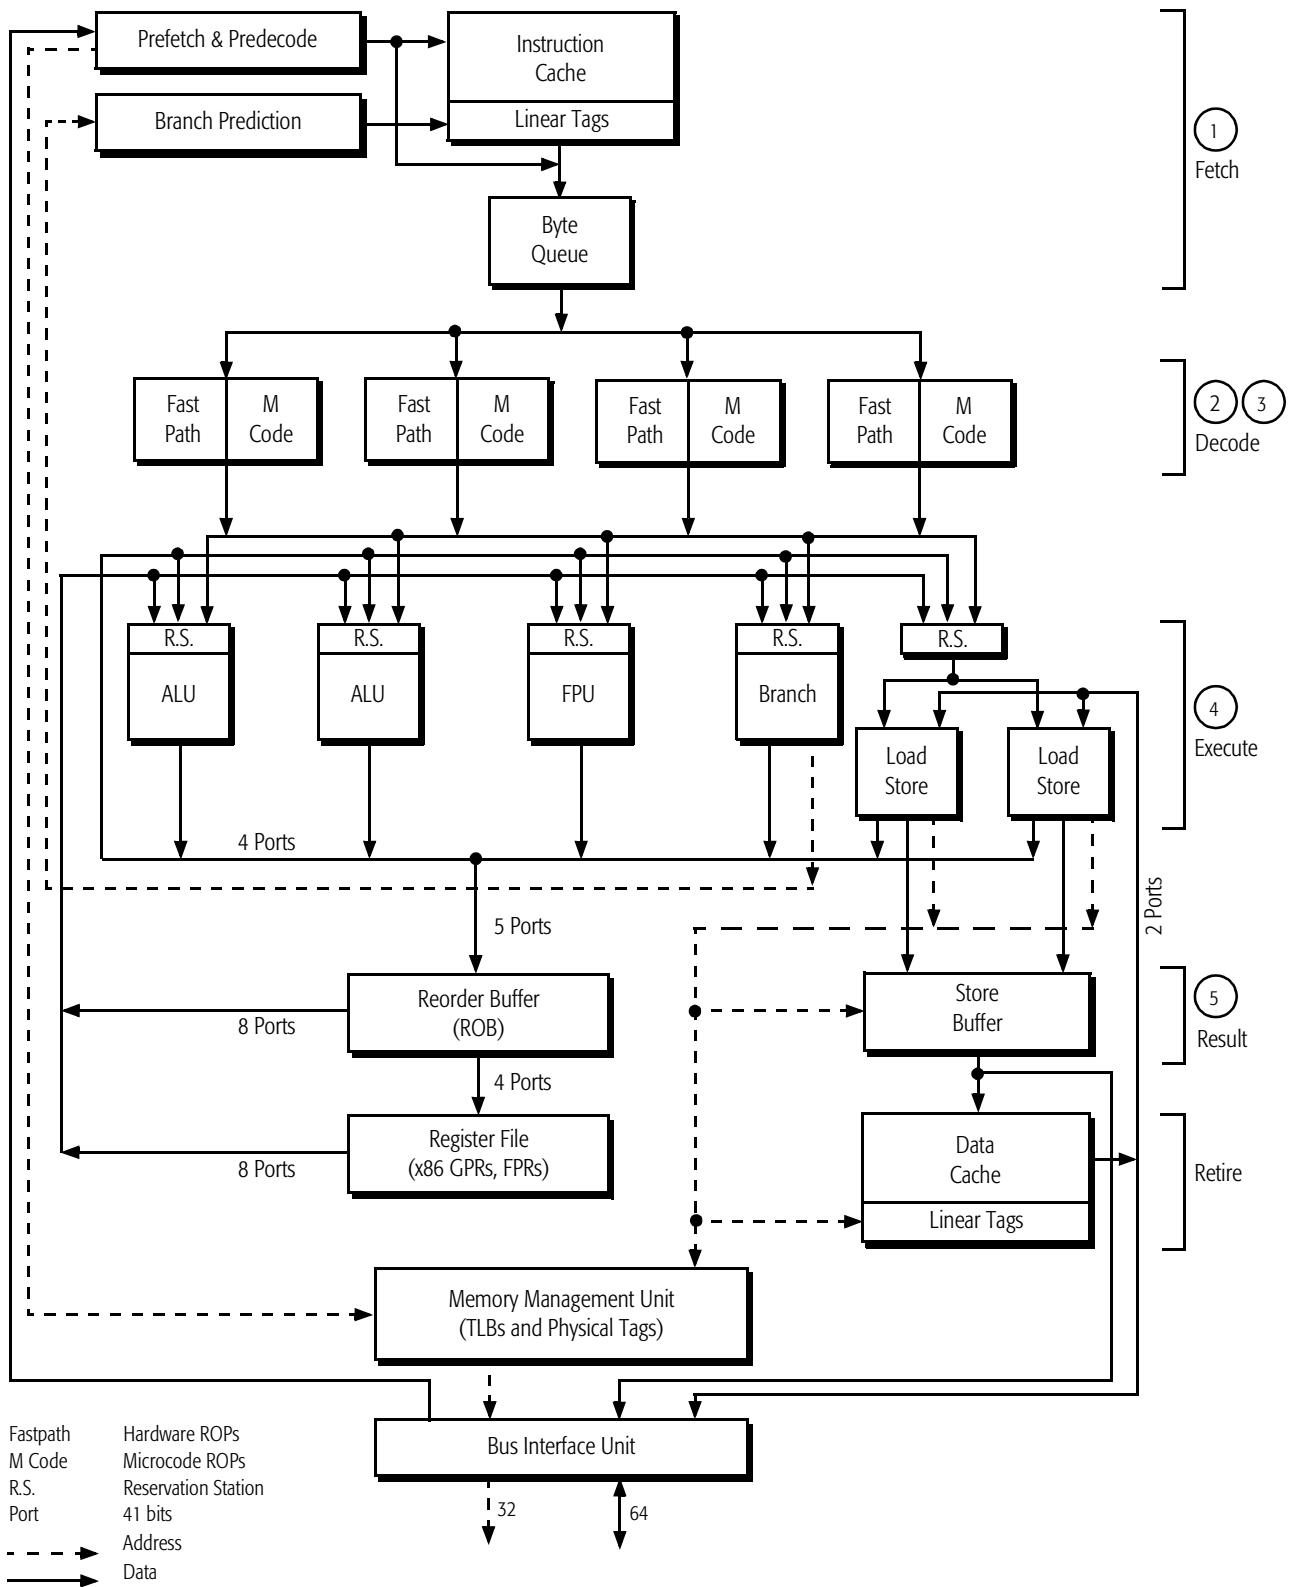 Prefetch & Predecode
Instruction
Cache
Linear Tags
Branch Prediction
1
Fetch
Byte
Queue
Fast
Path
M
Code
Fast
Path
M
Code
Fast
Path
M
Code
Fast
Path
M
Code
2
3
Decode
R.S.
ALU
R.S.
ALU
R.S.
FPU
R.S.
Branch
R.S.
Load
Store
Load
Store
4
Execute
4 Ports
5 Ports
2 Ports
Reorder Buffer
(ROB)
8 Ports
Store
Buffer
5
Result
4 Ports
Register File
(x86 GPRs, FPRs)
8 Ports
Data
Cache
Linear Tags
Retire
Memory Management Unit
(TLBs and Physical Tags)
Bus Interface Unit
32
64
Fastpath Hardware ROPs
M Code Microcode ROPs
R.S. Reservation Station
Port 41 bits
Address
Data